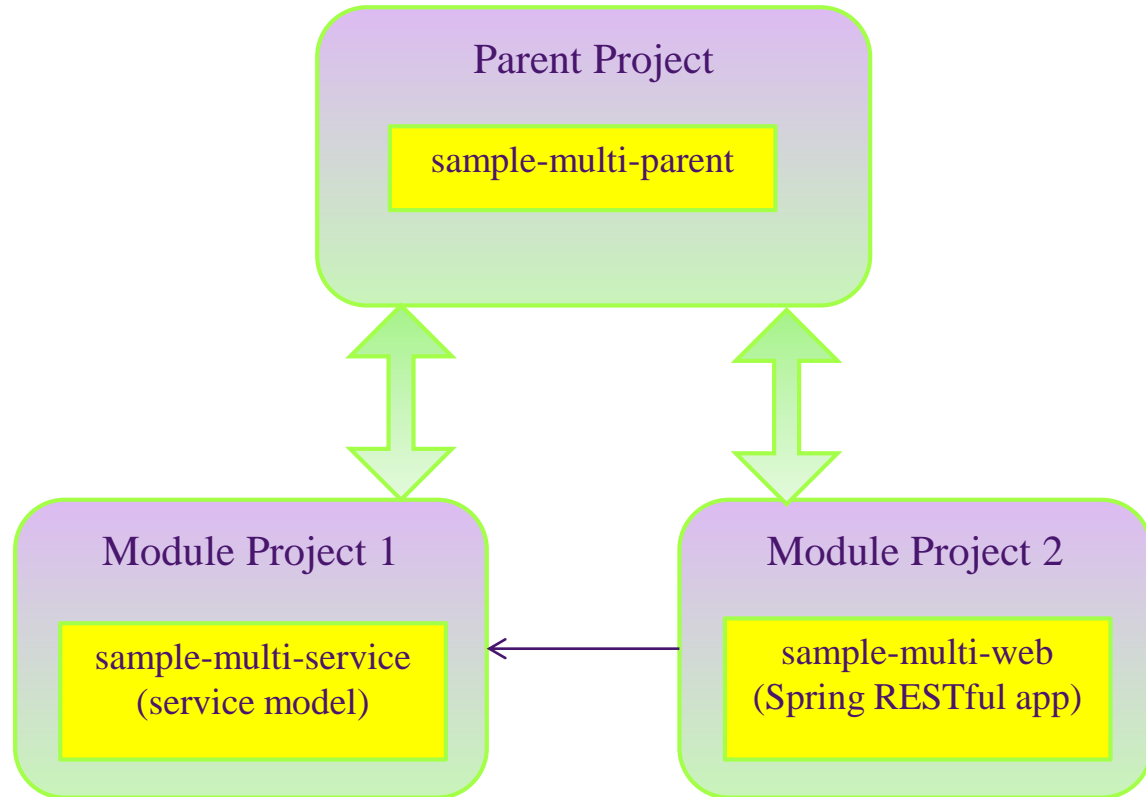 Parent Project
sample-multi-parent
Module Project 1
sample-multi-service
(service model)
Module Project 2
sample-multi-web
(Spring RESTful app)